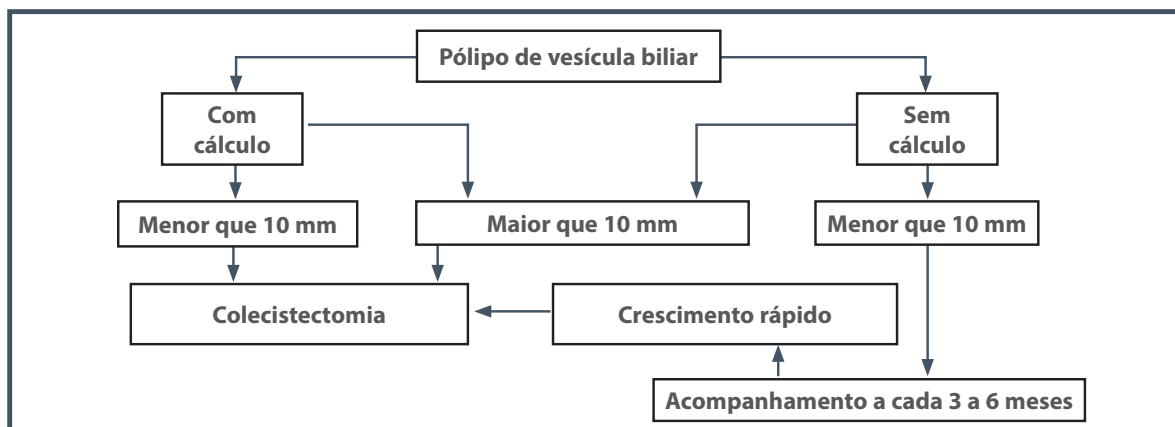 Pólipo de vesícula biliar
Com
cálculo
Sem
cálculo
Menor que 10 mm
Maior que 10 mm
Menor que 10 mm
Colecistectomia
Crescimento rápido
Acompanhamento a cada 3 a 6 meses